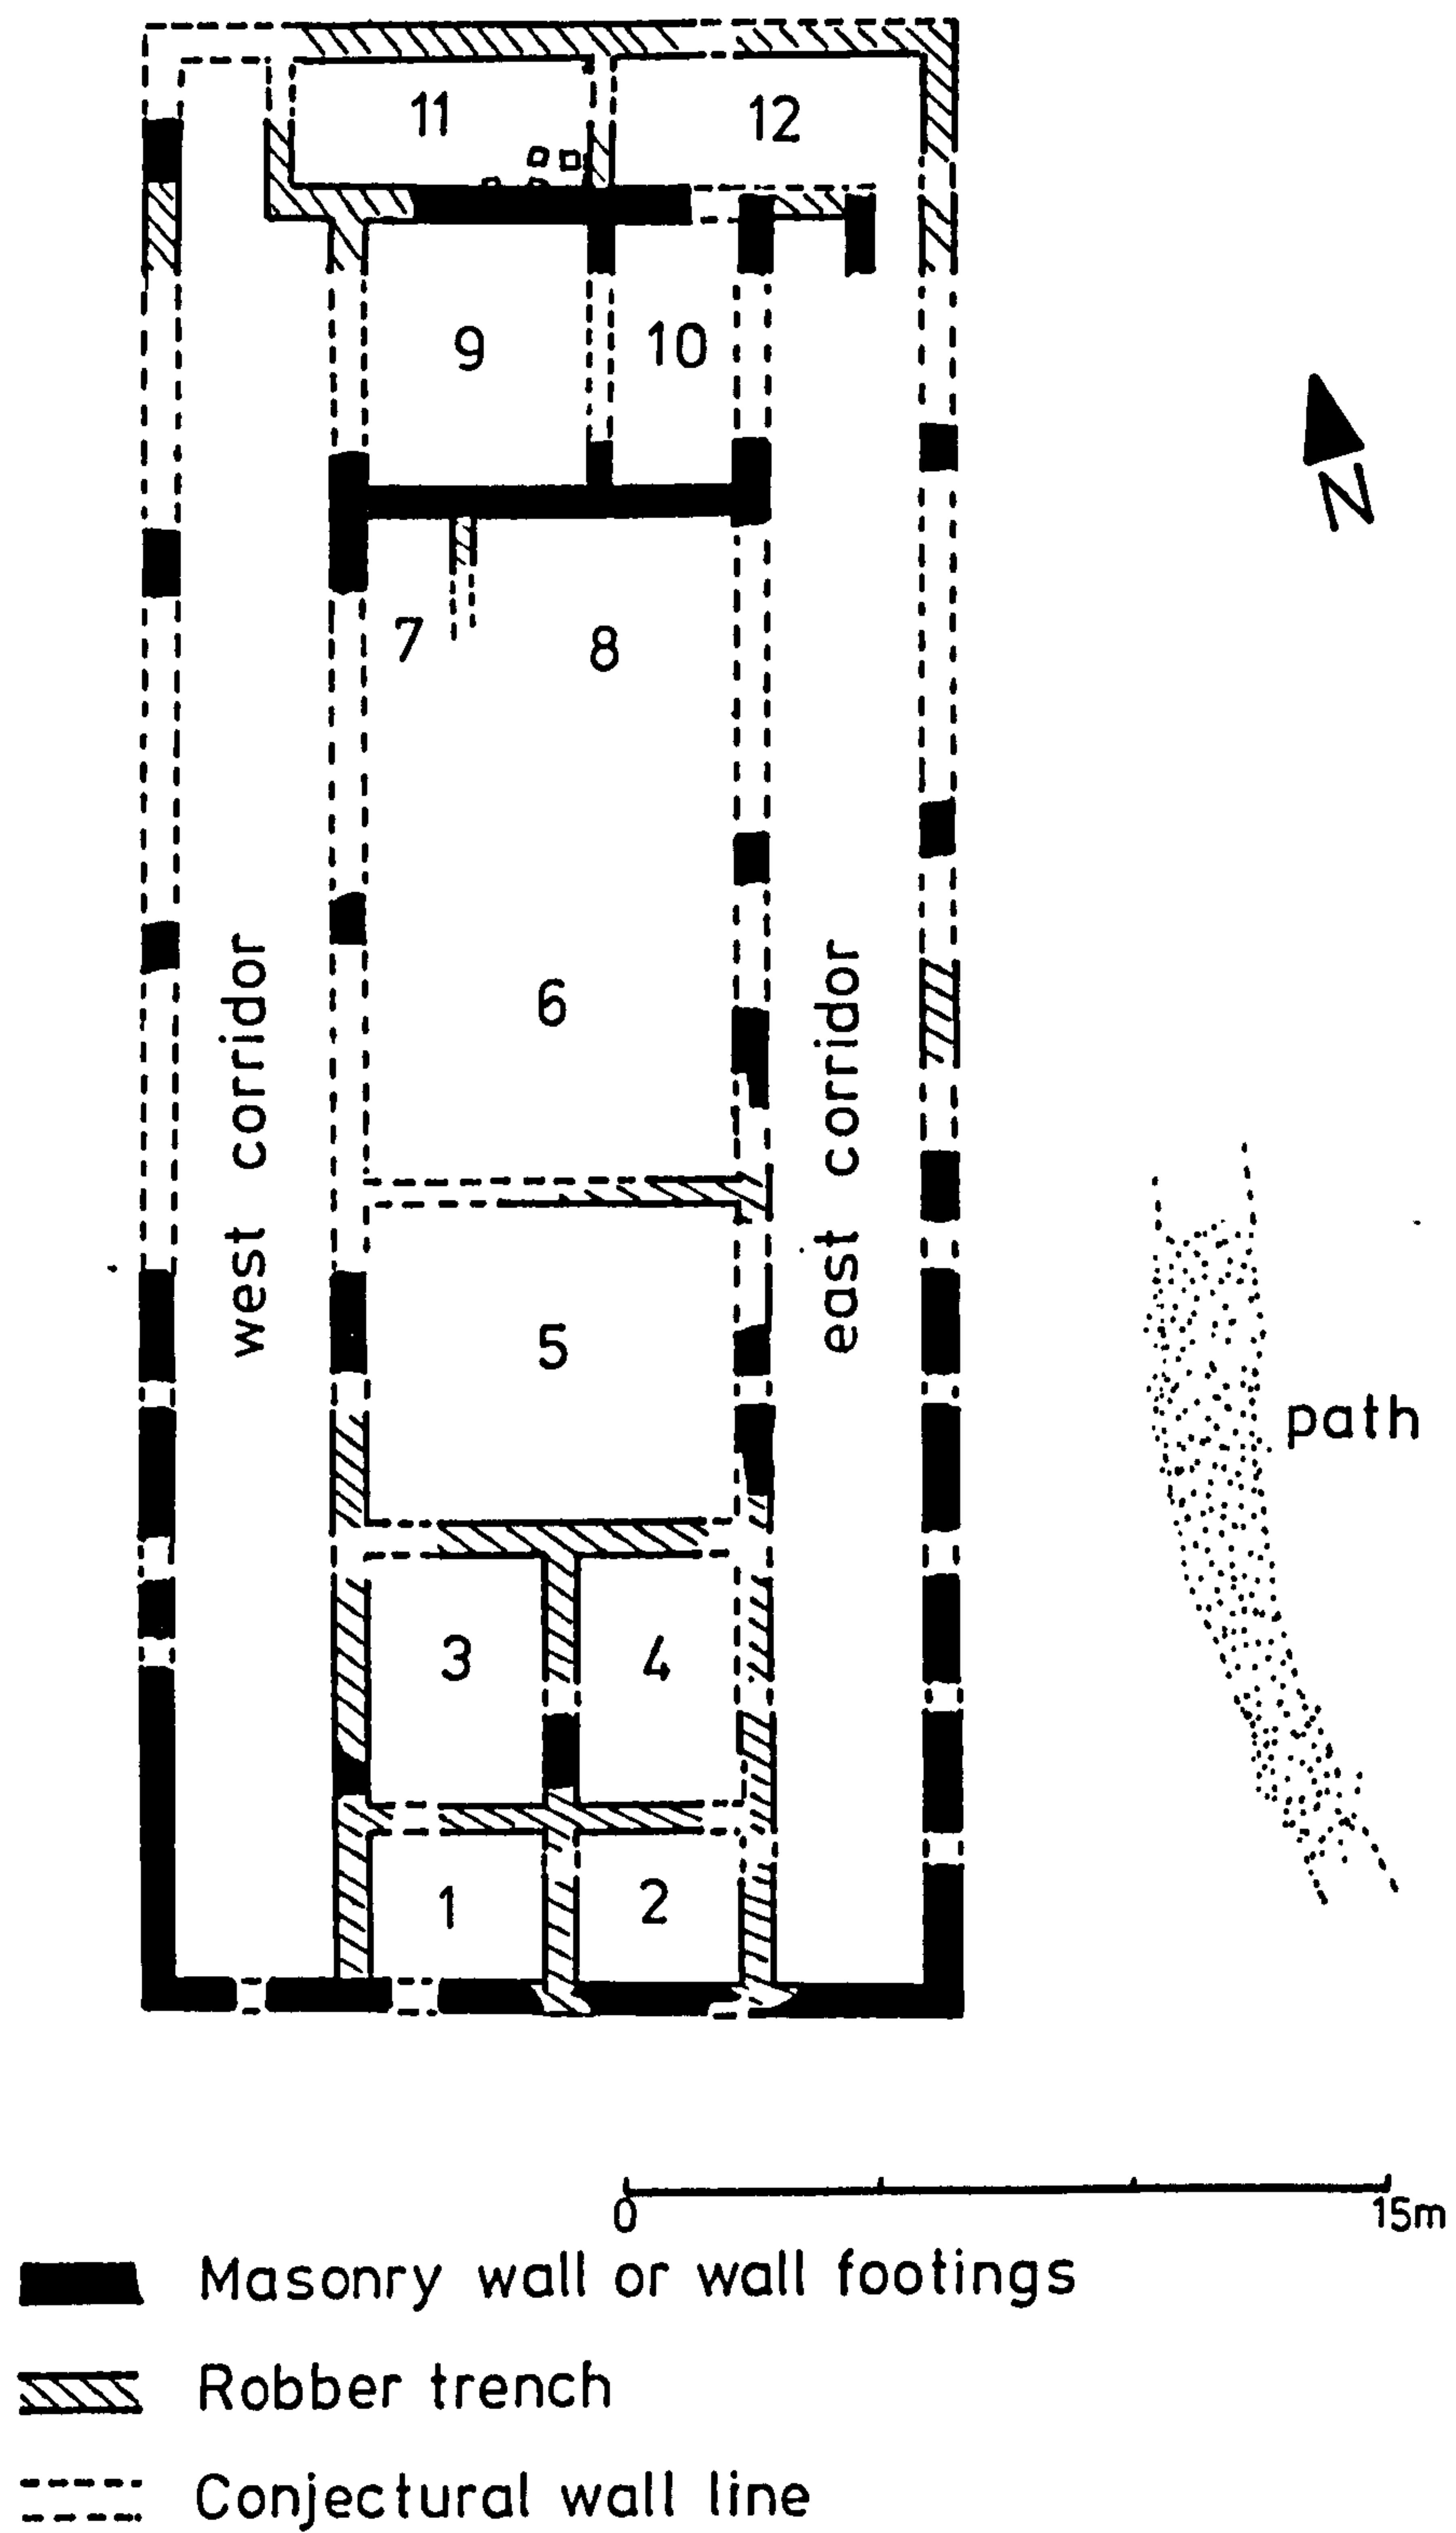 11
12
9
10
N
7
8
6
west corridor
east corridor
5
path
3
4
1
2
0
15m
Masonry wall or wall footings
Robber trench
Conjectural wall line